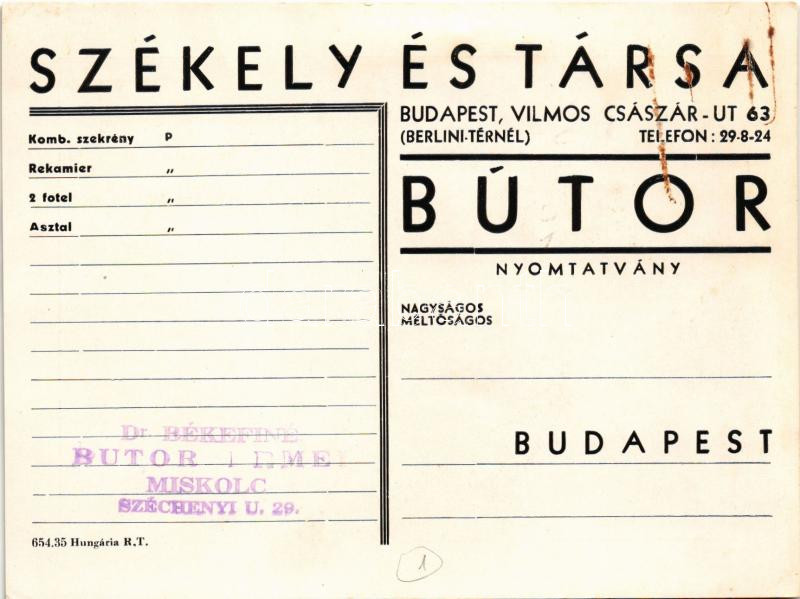 SZÉKELY ÉS TÁRSA
BUDAPEST, VILMOS CSÁSZÁR-UT 63
(BERLINI-TÉRNÉL) TELEFON: 29-8-24
BÚTOR
NYOMTATVÁNY
NAGYSÁGOS
MÉLTÓSÁGOS
BUDAPEST
Komb. szekrény P
Rekamier „
2 fotel „
Asztal „
Dr. BÉKEFINÉ
BUTOR
MISKOLC
SZÉCHENYI U. 29.
654.35 Hungária R.T.
1